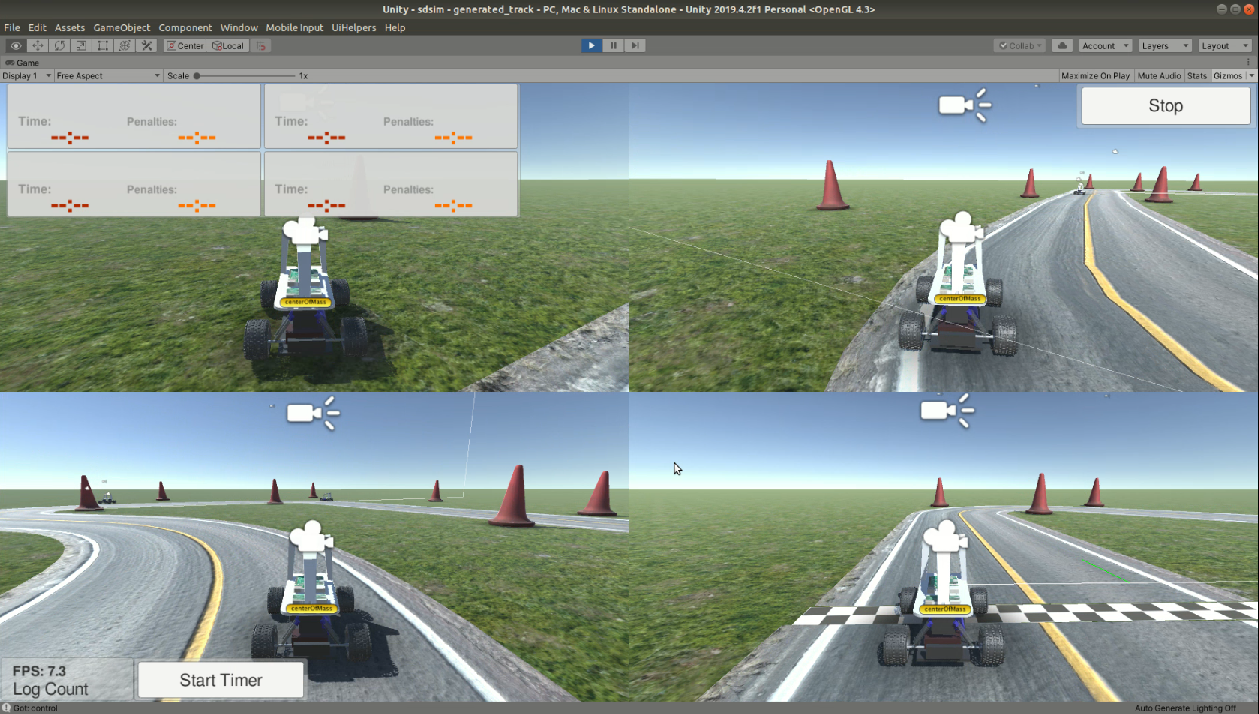 Unity - sdsim - generated_track - PC, Mac & Linux Standalone - Unity 2019.4.2f1 Personal <OpenGL 4.3>
File Edit Assets GameObject Component Window Mobile Input UiHelpers Help
Center Local Collab Account Layers Layout
Game
Display 1 Free Aspect Scale 1x Maximize On Play Mute Audio Stats Gizmos
Time: Penalties: Time: Penalties:
--:-- --:-- --:-- --:--
Time: Penalties: Time: Penalties:
--:-- --:-- --:-- --:--
Stop
centerOfMass
centerOfMass
centerOfMass
centerOfMass
FPS: 7.3
Log Count
Start Timer
Got: control
Auto Generate Lighting Off